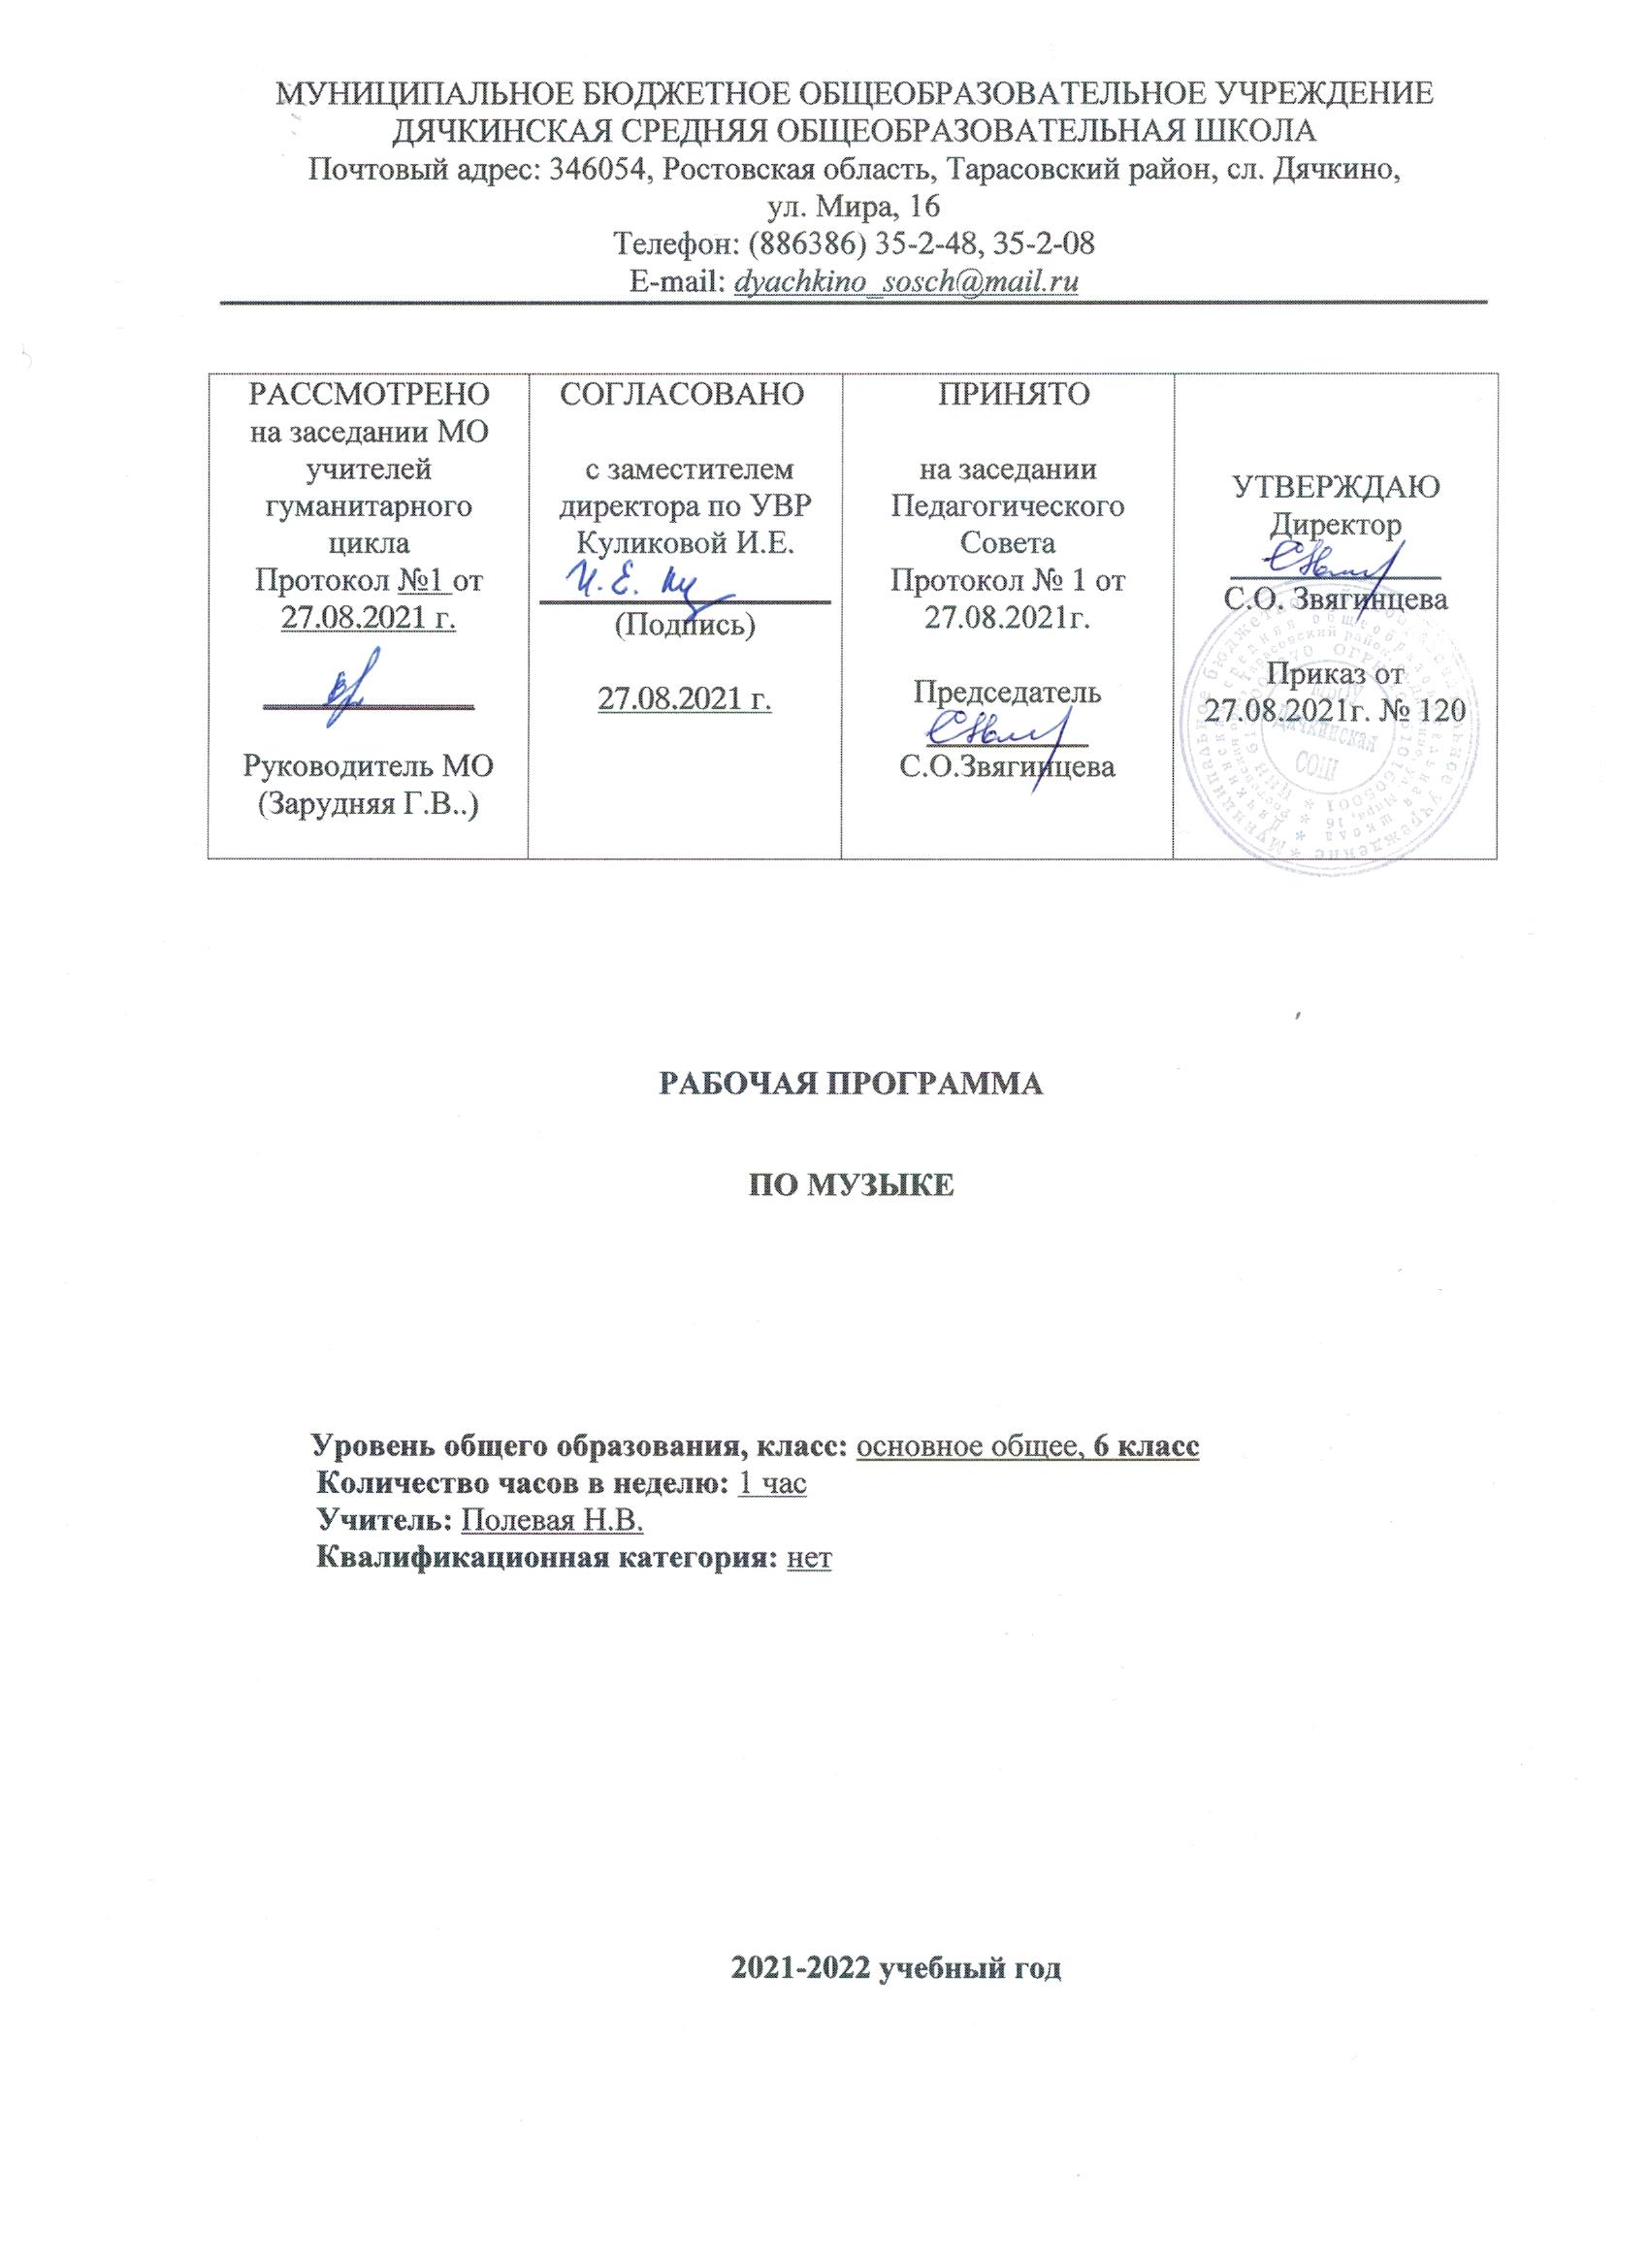 МУНИЦИПАЛЬНОЕ БЮДЖЕТНОЕ ОБЩЕОБРАЗОВАТЕЛЬНОЕ УЧРЕЖДЕНИЕ
ДЯЧКИНСКАЯ СРЕДНЯЯ ОБЩЕОБРАЗОВАТЕЛЬНАЯ ШКОЛА
Почтовый адрес: 346054, Ростовская область, Тарасовский район, сл. Дячкино,
ул. Мира, 16
Телефон: (886386) 35-2-48, 35-2-08
E-mail: dyachkino_sosch@mail.ru
РАССМОТРЕНО
на заседании МО
учителей
гуманитарного
цикла
Протокол №1 от
27.08.2021 г.
Руководитель МО
(Зарудняя Г.В..)
СОГЛАСОВАНО
с заместителем
директора по УВР
Куликовой И.Е.
И.Е. Ку
(Подпись)
27.08.2021 г.
ПРИНЯТО
на заседании
Педагогического
Совета
Протокол № 1 от
27.08.2021г.
Председатель
С.О.Звягинцева
УТВЕРЖДАЮ
Директор
С.О. Звягинцева
Приказ от
27.08.2021г. № 120
МБОУ
Дячкинская
СОШ
РАБОЧАЯ ПРОГРАММА
ПО МУЗЫКЕ
Уровень общего образования, класс: основное общее, 6 класс
Количество часов в неделю: 1 час
Учитель: Полевая Н.В.
Квалификационная категория: нет
2021-2022 учебный год